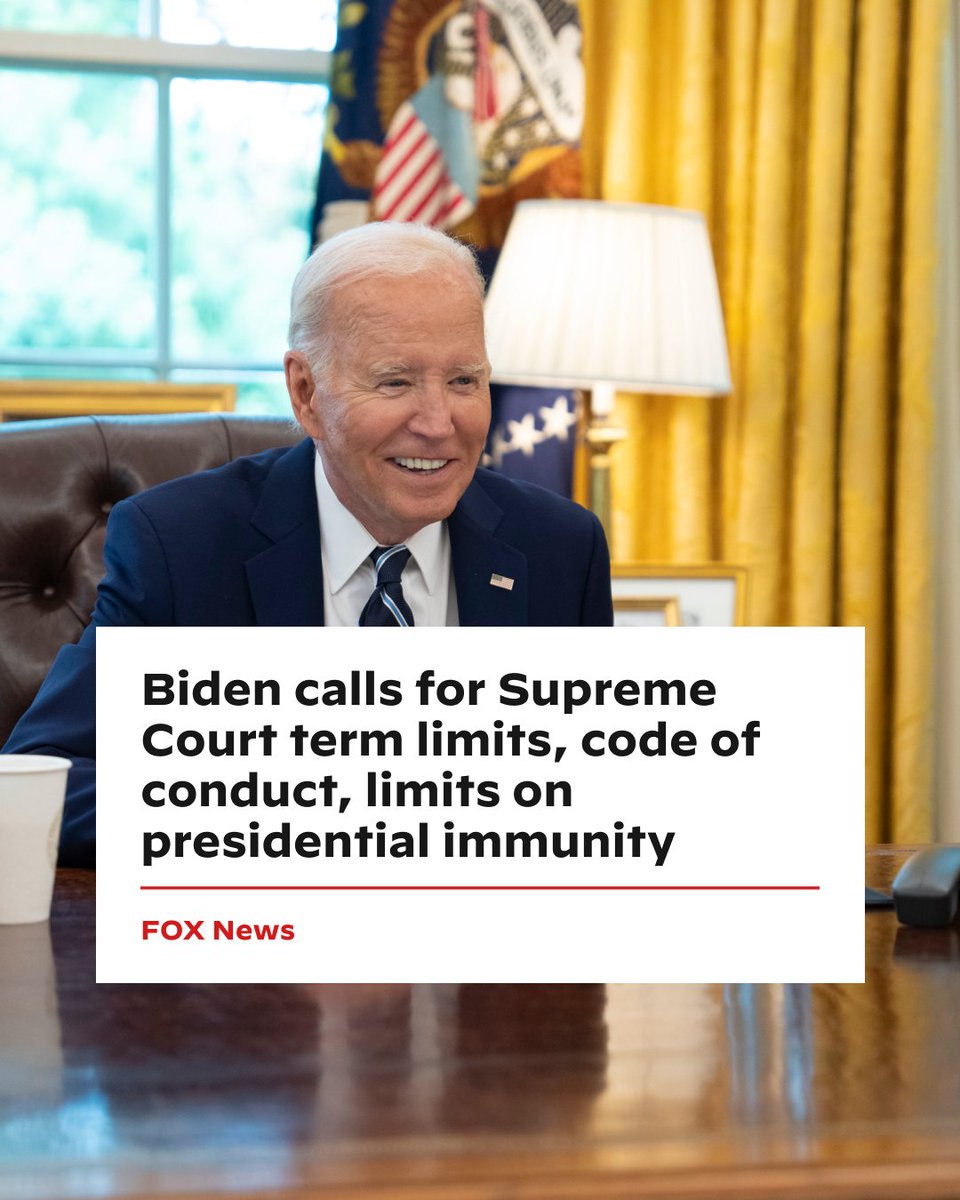 Biden calls for Supreme
Court term limits, code of
conduct, limits on
presidential immunity
FOX News